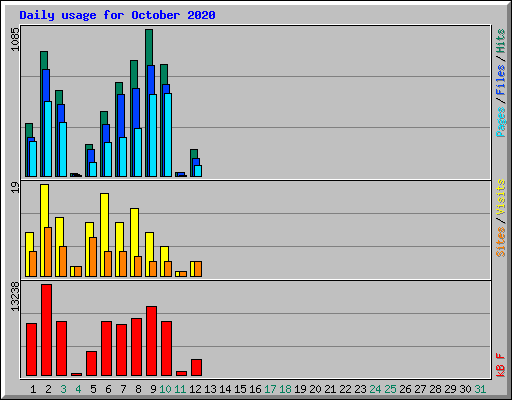 Daily usage for October 2020
1085
Pages/Files/Hits
19
Sites/Visits
13238
kB F
1 2 3 4 5 6 7 8 9 10 11 12 13 14 15 16 17 18 19 20 21 22 23 24 25 26 27 28 29 30 31